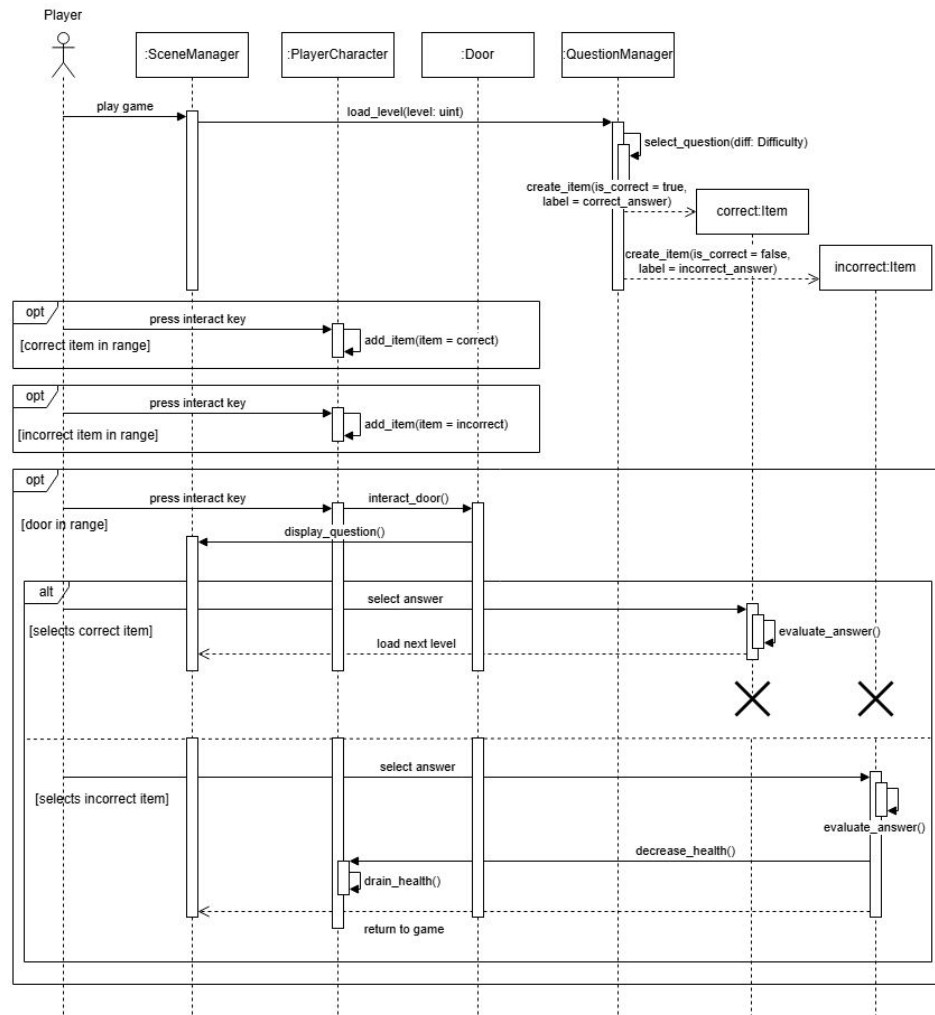 Player
:SceneManager
:PlayerCharacter
:Door
:QuestionManager
play game
load_level(level: uint)
select_question(diff: Difficulty)
create_item(is_correct = true,
label = correct_answer)
correct:Item
create_item(is_correct = false,
label = incorrect_answer)
incorrect:Item
opt
press interact key
[correct item in range]
add_item(item = correct)
opt
press interact key
[incorrect item in range]
add_item(item = incorrect)
opt
press interact key
interact_door()
[door in range]
display_question()
alt
select answer
[selects correct item]
evaluate_answer()
load next level
select answer
[selects incorrect item]
evaluate_answer()
decrease_health()
drain_health()
return to game